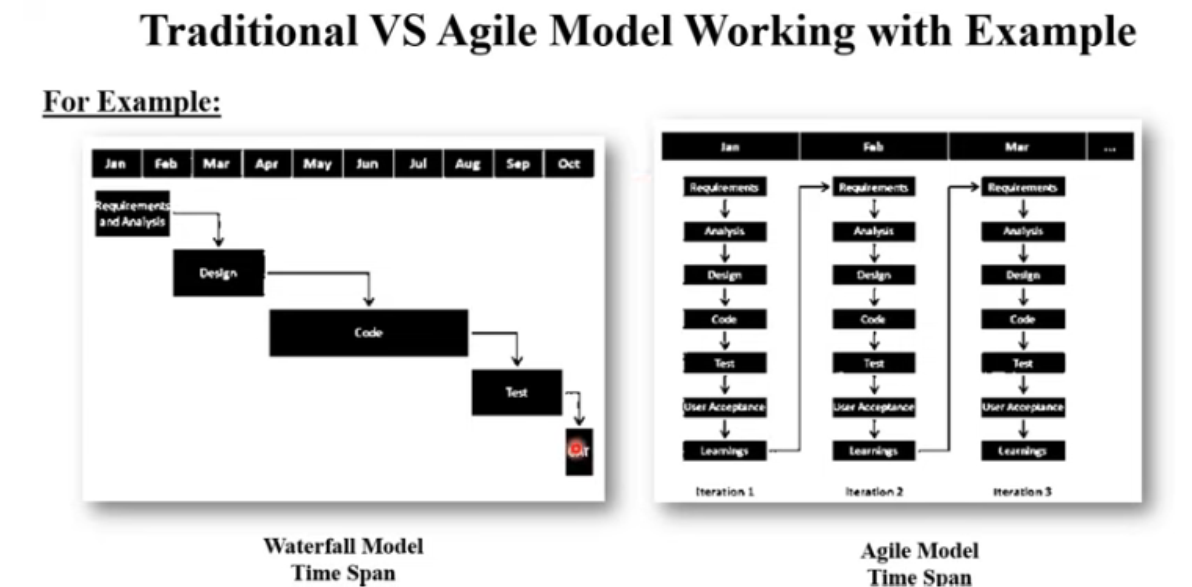 Traditional VS Agile Model Working with Example
For Example:
Jan Feb Mar Apr May Jun Jul Aug Sep Oct
Requirements
and Analysis
Design
Code
Test
Waterfall Model
Time Span
Jan Feb Mar ...
Requirements Requirements Requirements
Analysis Analysis Analysis
Design Design Design
Code Code Code
Test Test Test
User Acceptance User Acceptance User Acceptance
Learnings Learnings Learnings
Iteration 1 Iteration 2 Iteration 3
Agile Model
Time Span